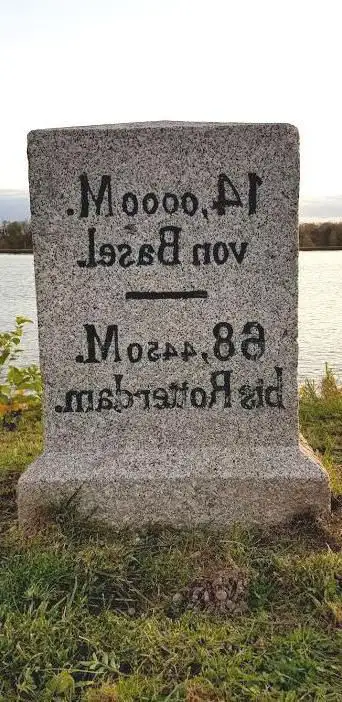 14,0000 M.
von Basel.
68,4450 M.
bis Rotterdam.